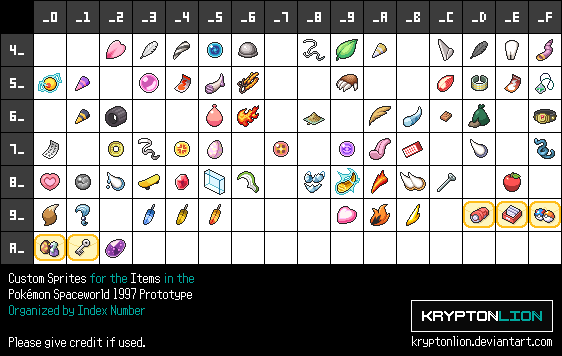 _0 _1 _2 _3 _4 _5 _6 _7 _8 _9 _A _B _C _D _E _F
4_
5_
6_
7_
8_
9_
A_
Custom Sprites for the Items in the
Pokémon Spaceworld 1997 Prototype
Organized by Index Number
Please give credit if used.
KRYPTONLION
kryptonlion.deviantart.com